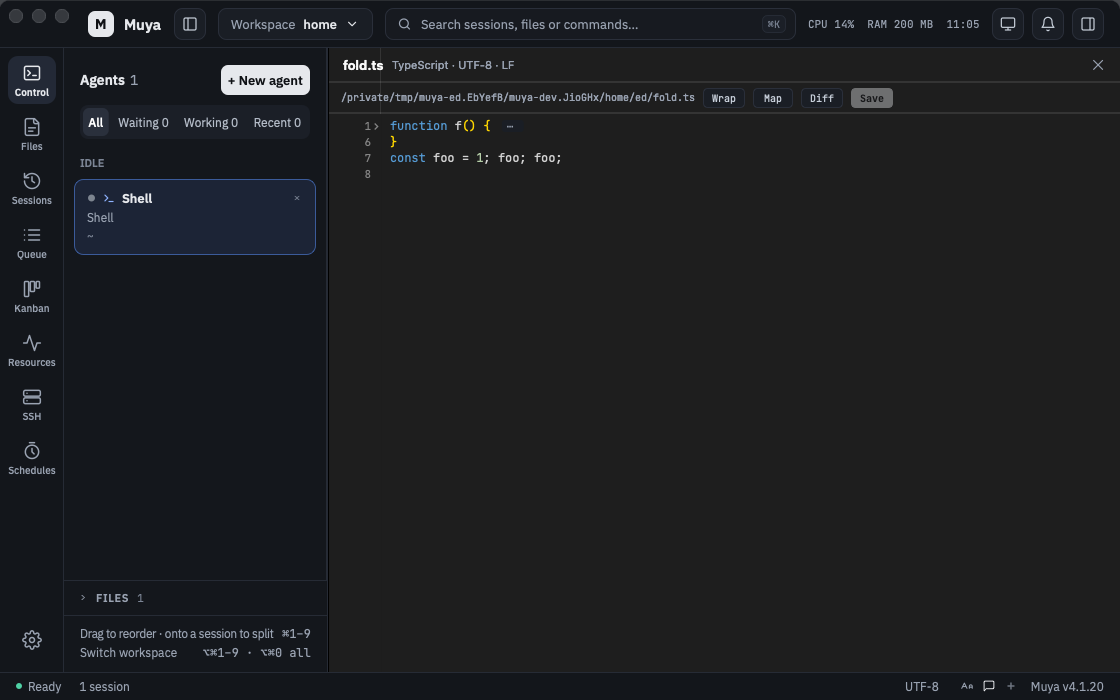 M Muya Workspace home Search sessions, files or commands... ⌘K CPU 14% RAM 200 MB 11:05
Control
Files
Sessions
Queue
Kanban
Resources
SSH
Schedules
Agents 1 + New agent
All Waiting 0 Working 0 Recent 0
IDLE
Shell ×
Shell
~
> FILES 1
Drag to reorder · onto a session to split ⌘1–9
Switch workspace ⌥⌘1–9 · ⌥⌘0 all
fold.ts TypeScript · UTF-8 · LF
/private/tmp/muya-ed.EbYefB/muya-dev.JioGHx/home/ed/fold.ts Wrap Map Diff Save
1 function f() { ⋯
6 }
7 const foo = 1; foo; foo;
8
Ready 1 session UTF-8 Aa + Muya v4.1.20